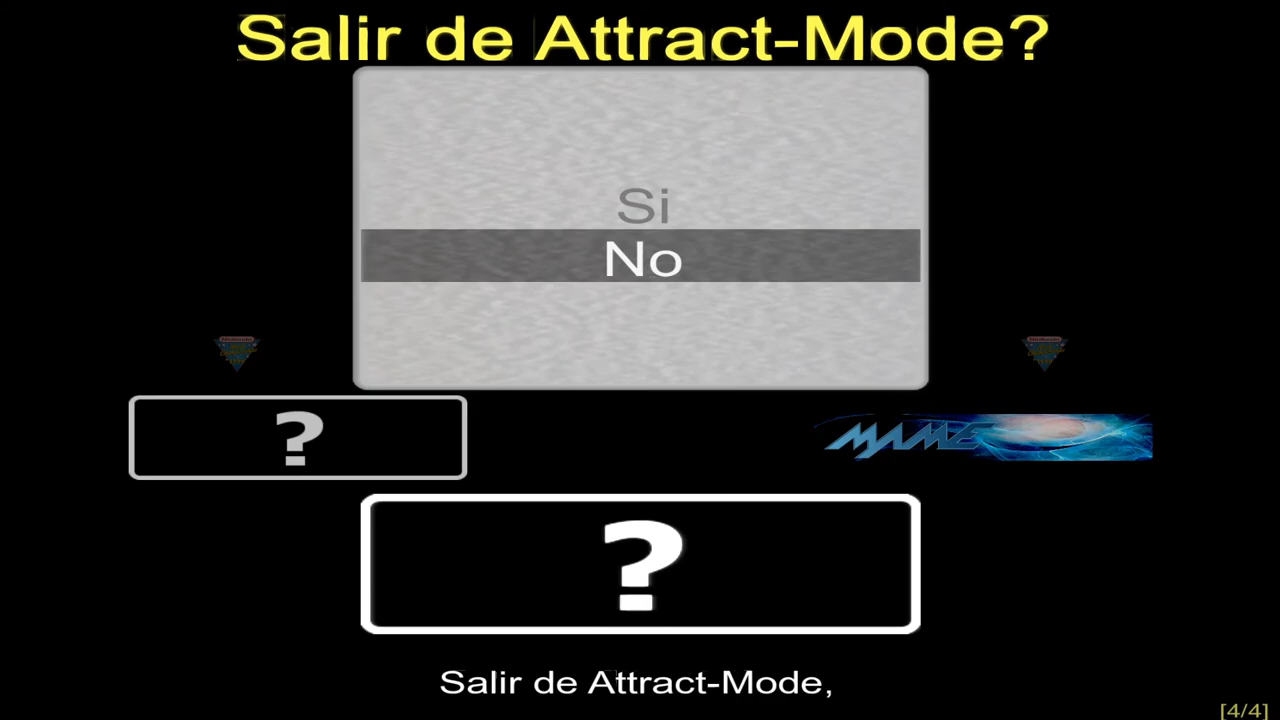 Salir de Attract-Mode?
Si
No
?
MAME
?
Salir de Attract-Mode,
[4/4]